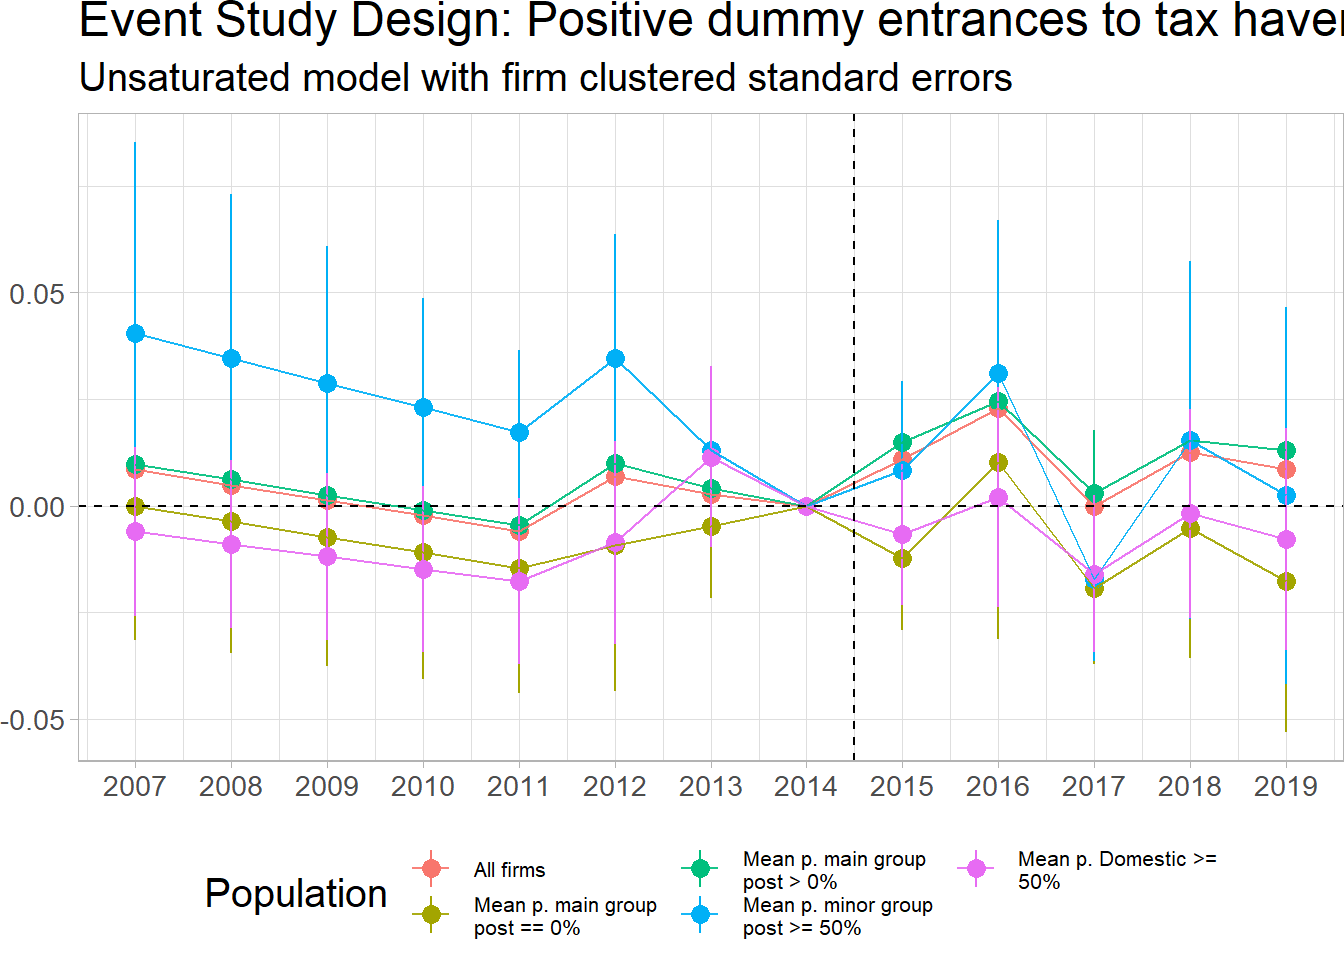 Event Study Design: Positive dummy entrances to tax haven
Unsaturated model with firm clustered standard errors
0.05
0.00
-0.05
2007 2008 2009 2010 2011 2012 2013 2014 2015 2016 2017 2018 2019
Population
All firms
Mean p. main group
post == 0%
Mean p. main group
post > 0%
Mean p. minor group
post >= 50%
Mean p. Domestic >=
50%